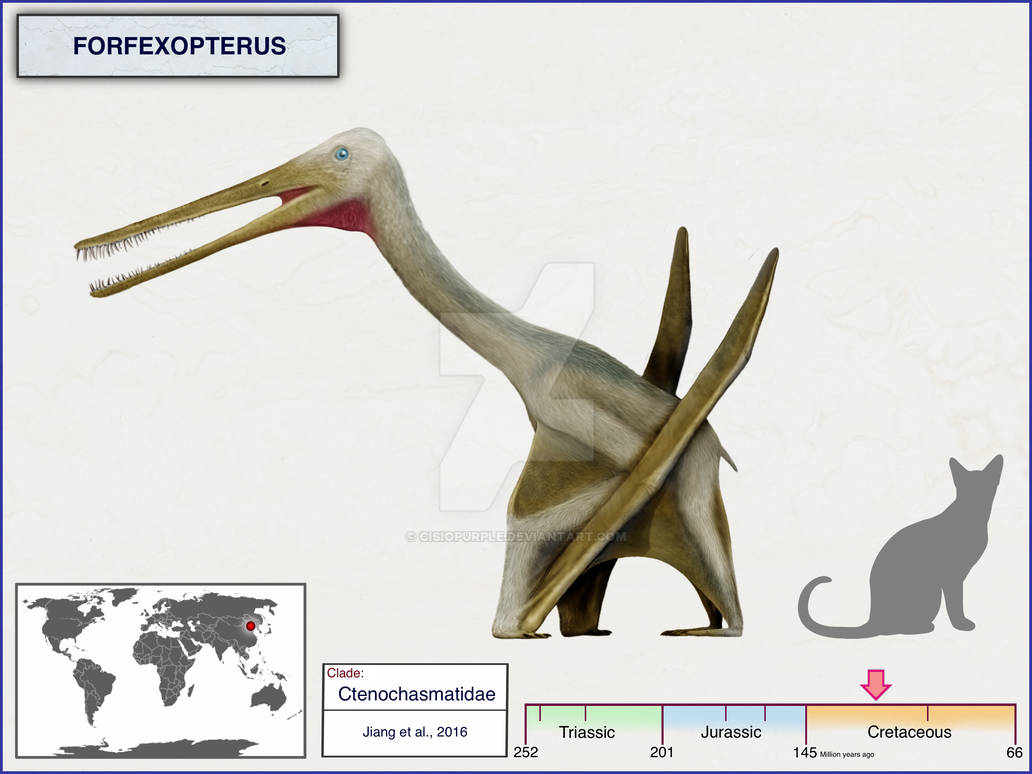 FORFEXOPTERUS
© CISIOPURPLE.DEVIANTART.COM
Clade:
Ctenochasmatidae
Jiang et al., 2016
Triassic Jurassic Cretaceous
252 201 145 Million years ago 66